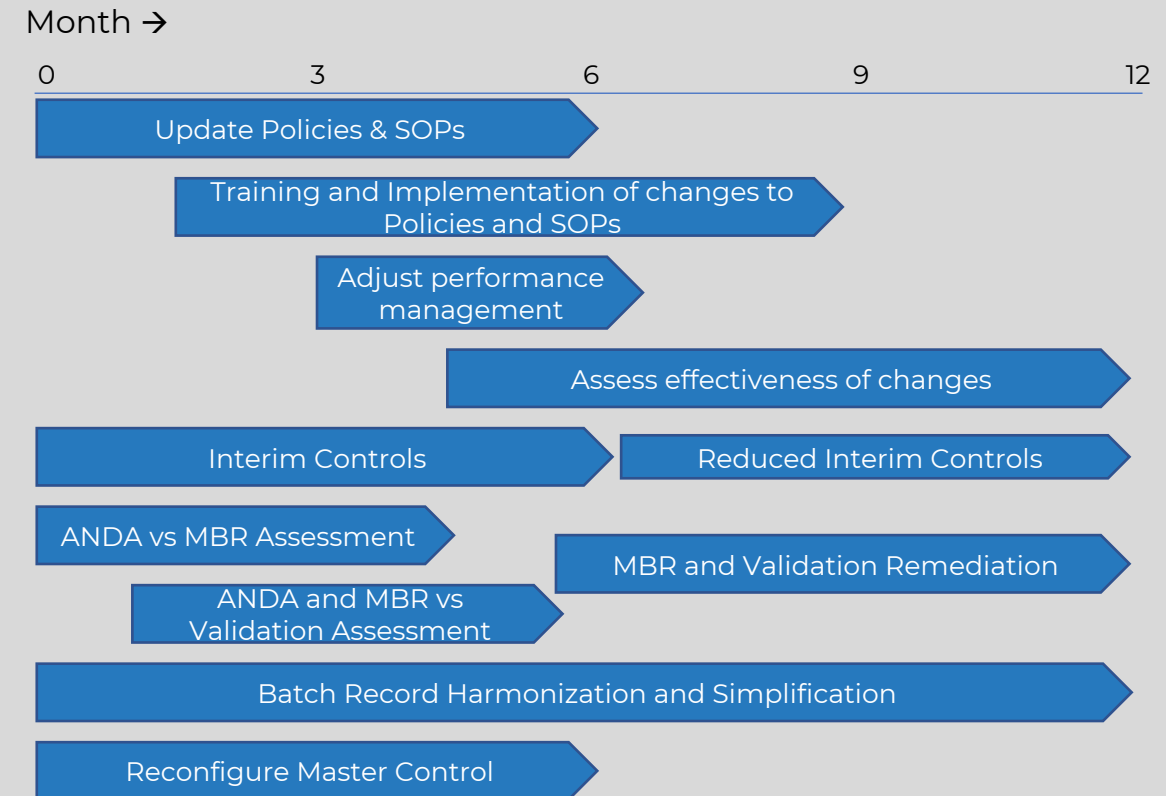 Month →
0 3 6 9 12
Update Policies & SOPs
Training and Implementation of changes to
Policies and SOPs
Adjust performance
management
Assess effectiveness of changes
Interim Controls
Reduced Interim Controls
ANDA vs MBR Assessment
MBR and Validation Remediation
ANDA and MBR vs
Validation Assessment
Batch Record Harmonization and Simplification
Reconfigure Master Control